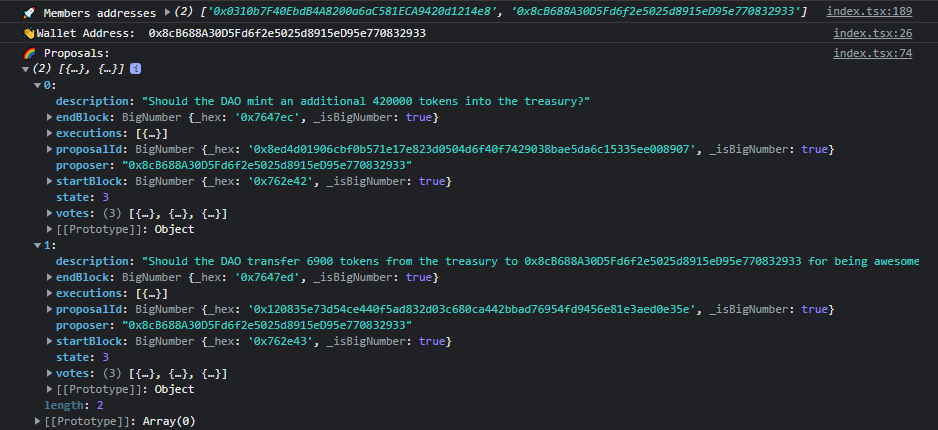 🚀 Members addresses ▶(2) ['0x0310b7F40EbdB4A8200a6aC581ECA9420d1214e8', '0x8cB688A30D5Fd6f2e5025d8915eD95e770832933'] index.tsx:189
👋Wallet Address: 0x8cB688A30D5Fd6f2e5025d8915eD95e770832933 index.tsx:26
🌈 Proposals: index.tsx:74
▼(2) [{…}, {…}] i
▼0:
description: "Should the DAO mint an additional 420000 tokens into the treasury?"
▶endBlock: BigNumber {_hex: '0x7647ec', _isBigNumber: true}
▶executions: [{…}]
▶proposalId: BigNumber {_hex: '0x8ed4d01906cbf0b571e17e823d0504d6f40f7429038bae5da6c15335ee008907', _isBigNumber: true}
proposer: "0x8cB688A30D5Fd6f2e5025d8915eD95e770832933"
▶startBlock: BigNumber {_hex: '0x762e42', _isBigNumber: true}
state: 3
▶votes: (3) [{…}, {…}, {…}]
▶[[Prototype]]: Object
▼1:
description: "Should the DAO transfer 6900 tokens from the treasury to 0x8cB688A30D5Fd6f2e5025d8915eD95e770832933 for being awesome
▶endBlock: BigNumber {_hex: '0x7647ed', _isBigNumber: true}
▶executions: [{…}]
▶proposalId: BigNumber {_hex: '0x120835e73d54ce440f5ad832d03c680ca442bbad76954fd9456e81e3aed0e35e', _isBigNumber: true}
proposer: "0x8cB688A30D5Fd6f2e5025d8915eD95e770832933"
▶startBlock: BigNumber {_hex: '0x762e43', _isBigNumber: true}
state: 3
▶votes: (3) [{…}, {…}, {…}]
▶[[Prototype]]: Object
length: 2
▶[[Prototype]]: Array(0)